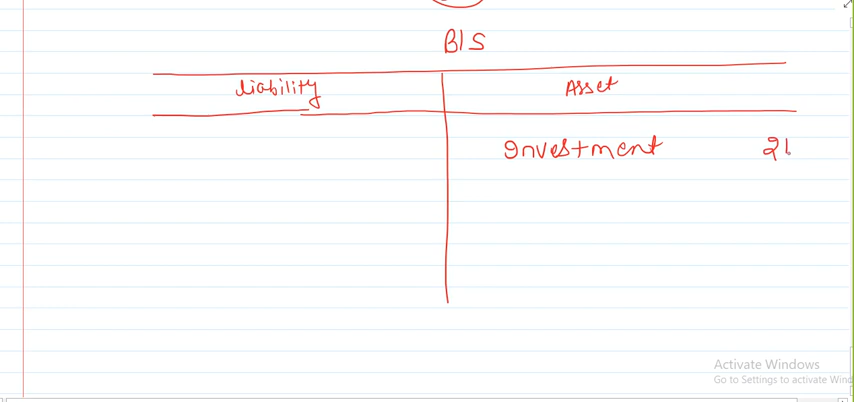 B/S
Liability Asset
Investment 21
Activate Windows
Go to Settings to activate Wind